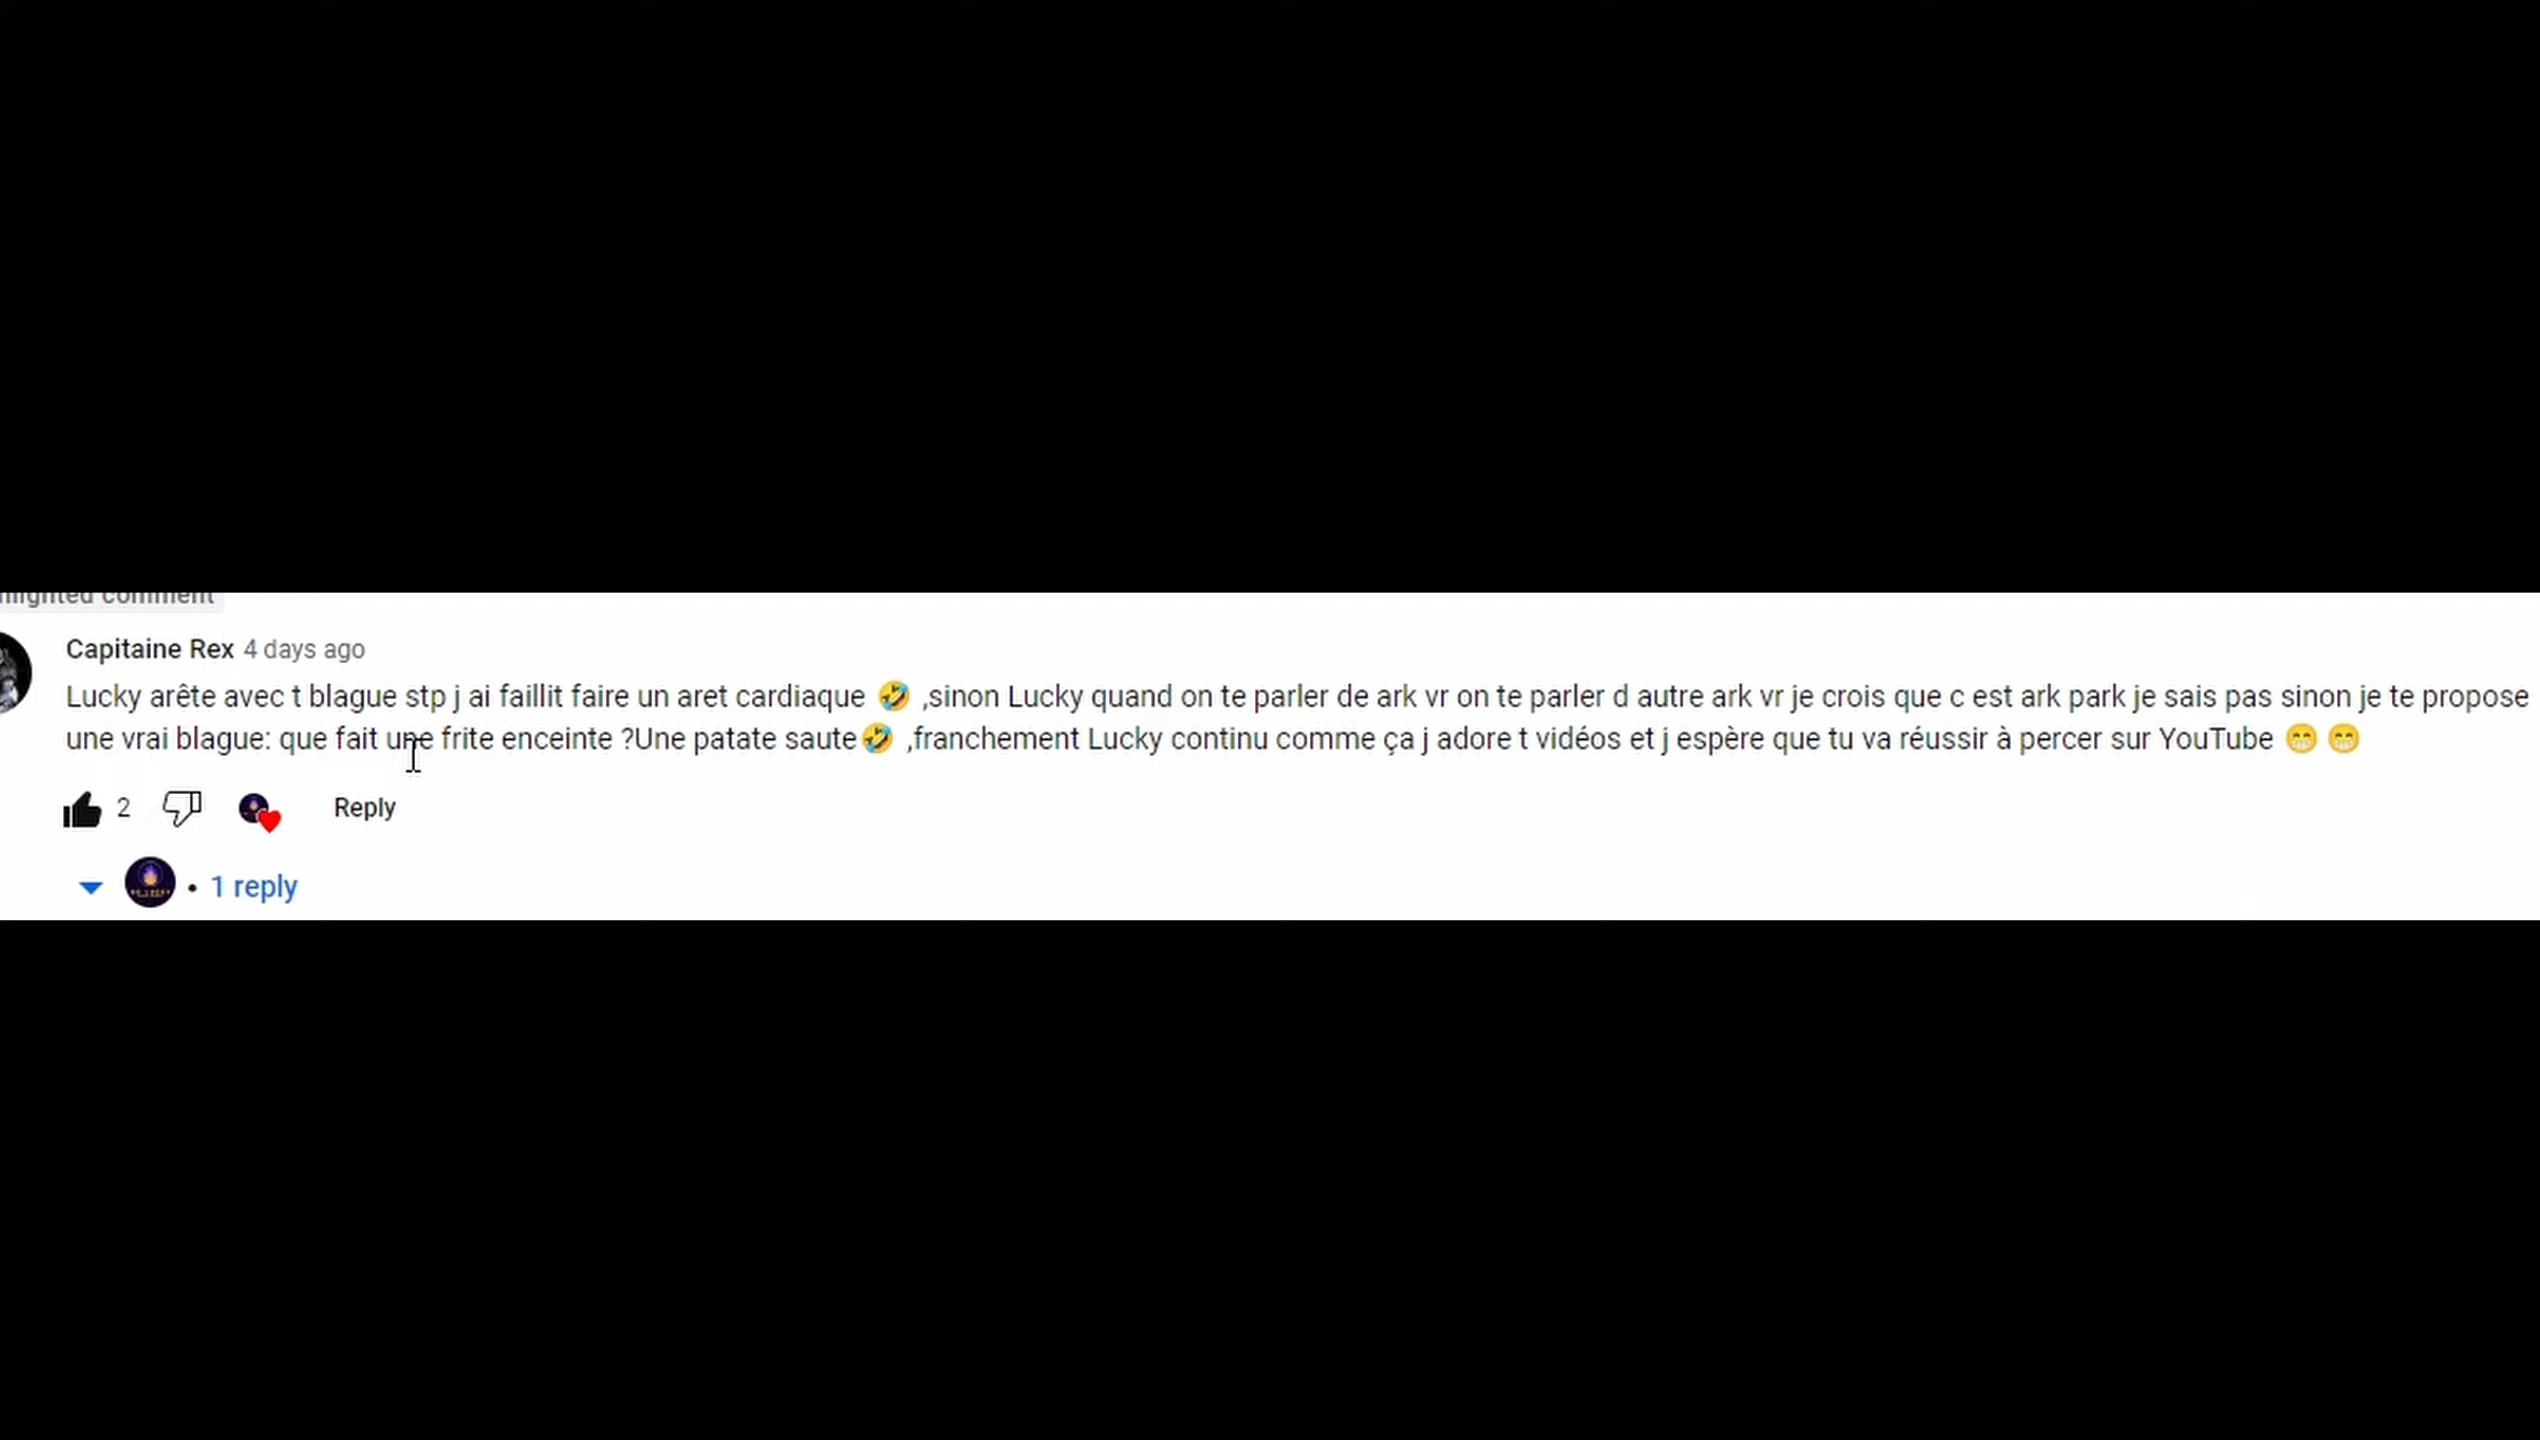 hlighted comment
Capitaine Rex 4 days ago
Lucky arête avec t blague stp j ai faillit faire un aret cardiaque 🤣 ,sinon Lucky quand on te parler de ark vr on te parler d autre ark vr je crois que c est ark park je sais pas sinon je te propose
une vrai blague: que fait une frite enceinte ?Une patate saute🤣 ,franchement Lucky continu comme ça j adore t vidéos et j espère que tu va réussir à percer sur YouTube 😁 😁
2 Reply
• 1 reply